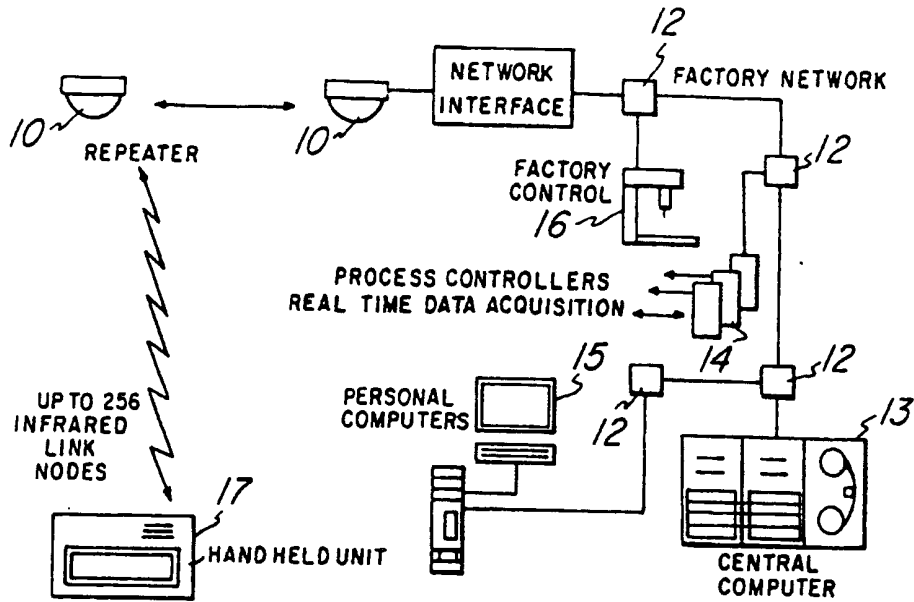 12
NETWORK
INTERFACE
FACTORY NETWORK
10
10
REPEATER
12
FACTORY
CONTROL
16
PROCESS CONTROLLERS
REAL TIME DATA ACQUISITION
14
15
12
PERSONAL
COMPUTERS
12
13
UP TO 256
INFRARED
LINK
NODES
17
HAND HELD UNIT
CENTRAL
COMPUTER